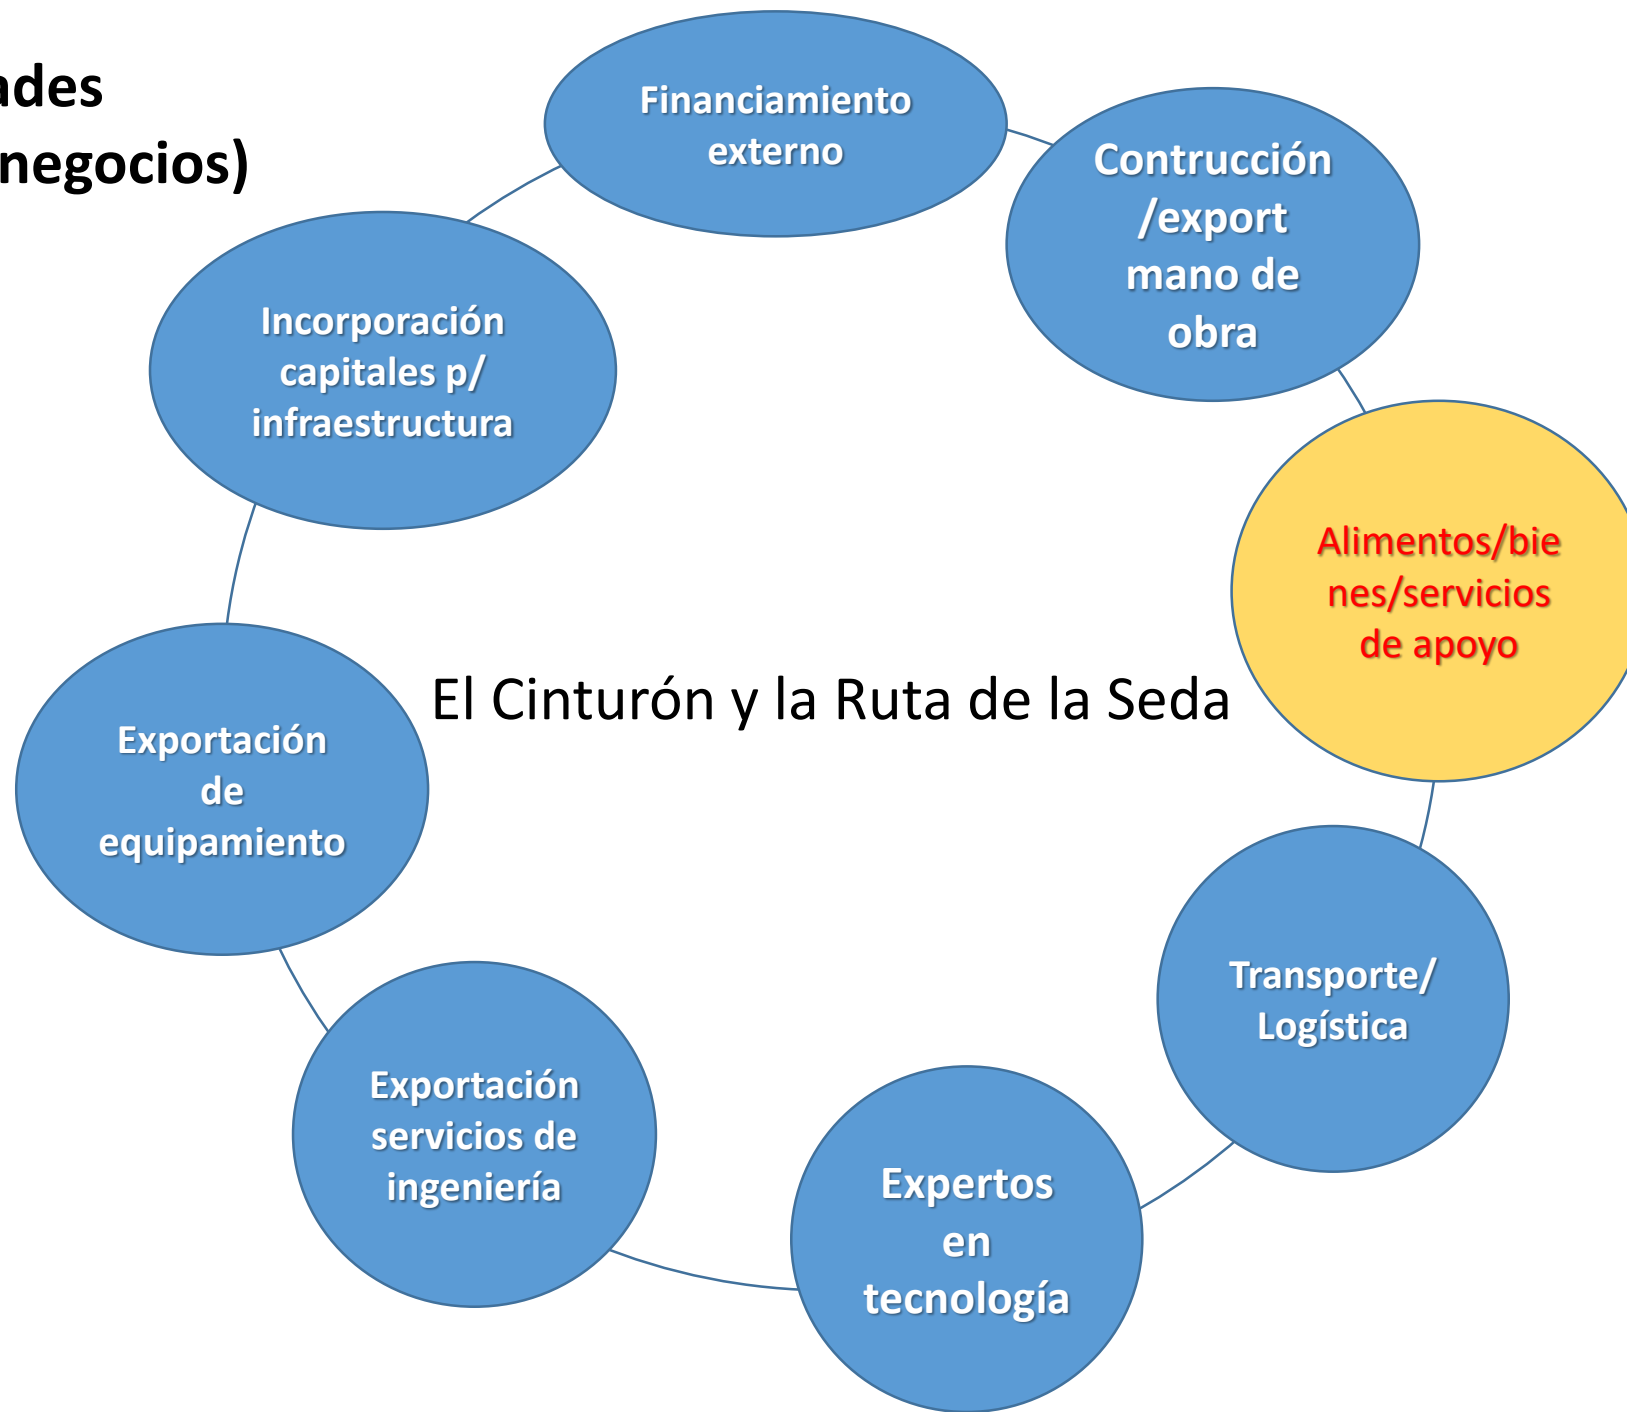 ades
negocios)
Financiamiento
externo
Contrucción
/export
mano de
obra
Incorporación
capitales p/
infraestructura
Alimentos/bie
nes/servicios
de apoyo
El Cinturón y la Ruta de la Seda
Exportación
de
equipamiento
Transporte/
Logística
Exportación
servicios de
ingeniería
Expertos
en
tecnología